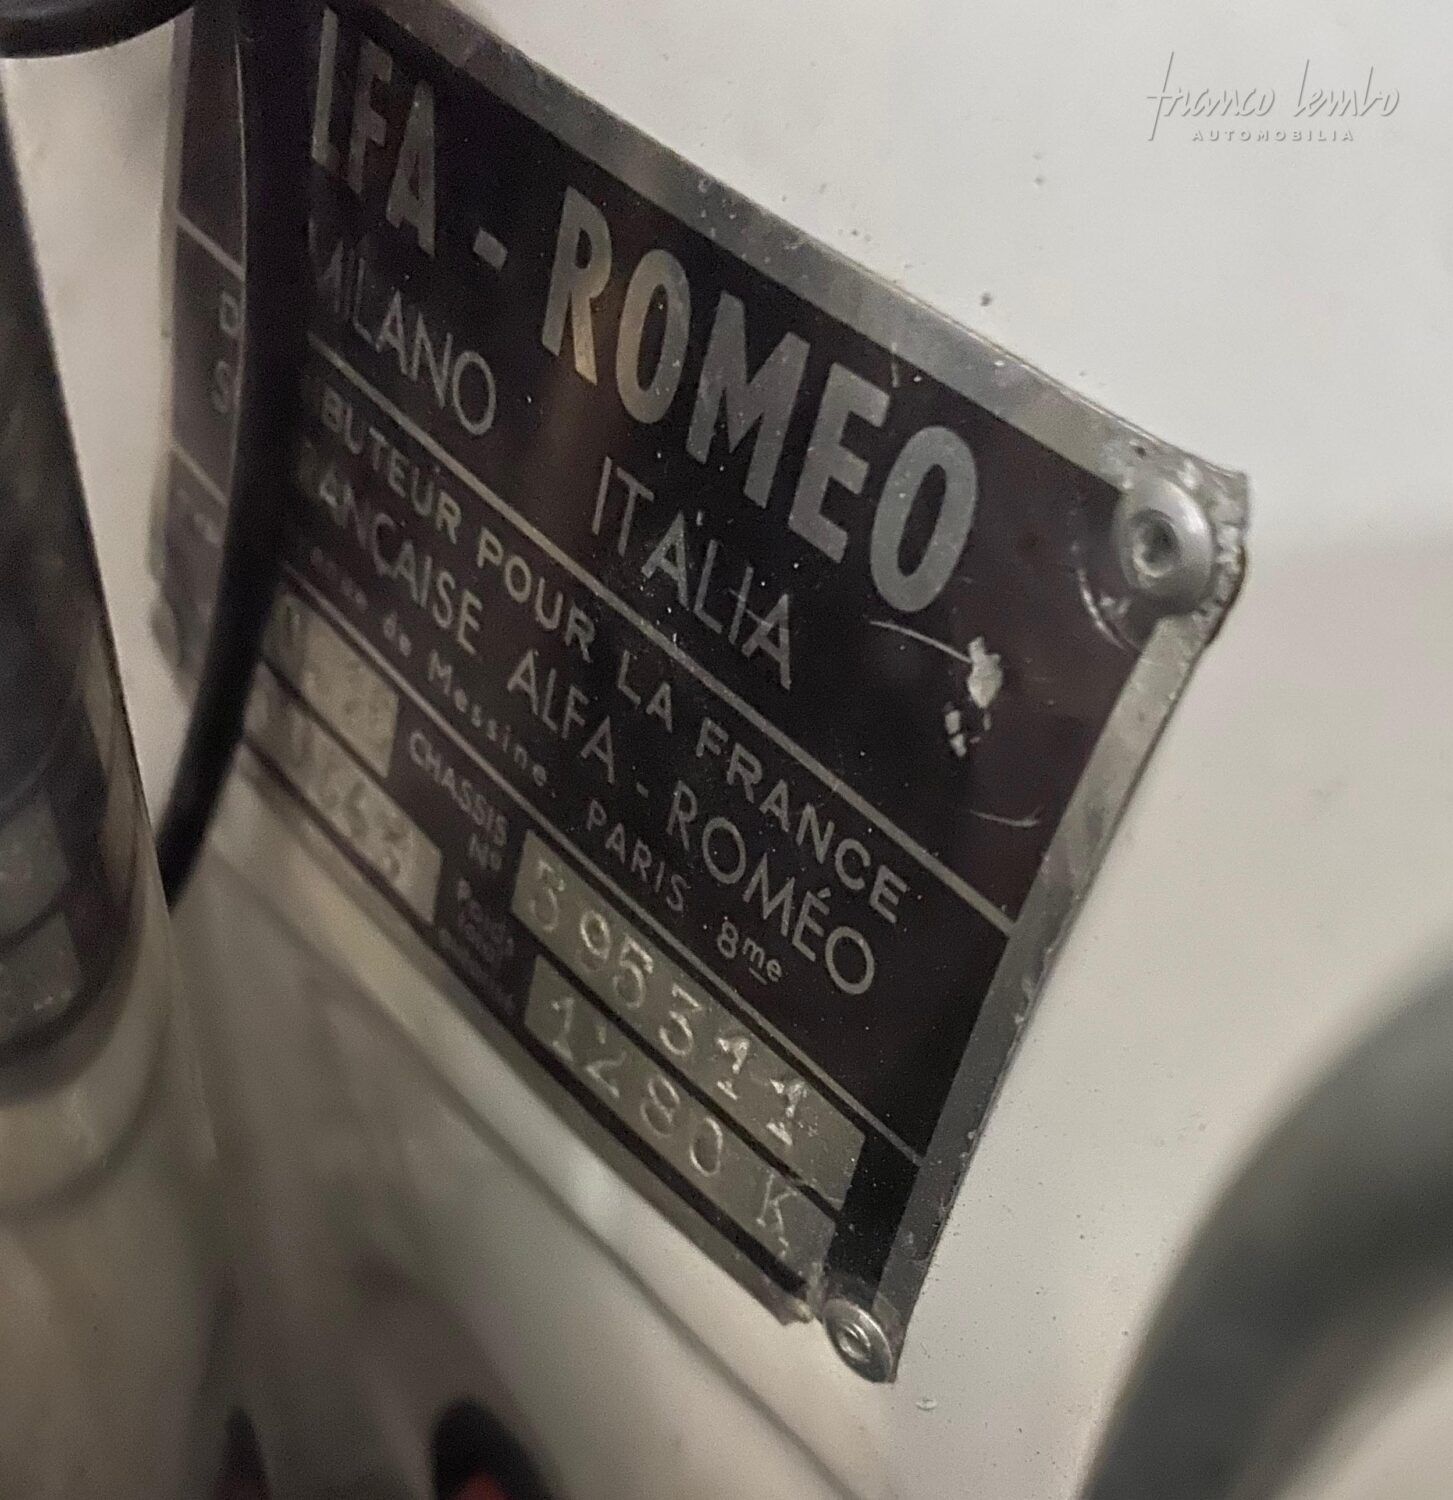 franco lembo
AUTOMOBILIA
LFA - ROMEO
MILANO ITALIA
BUTEUR POUR LA FRANCE
ANÇAISE ALFA - ROMÉO
de Messine. PARIS 8me
CHASSIS No 395311
1280 K